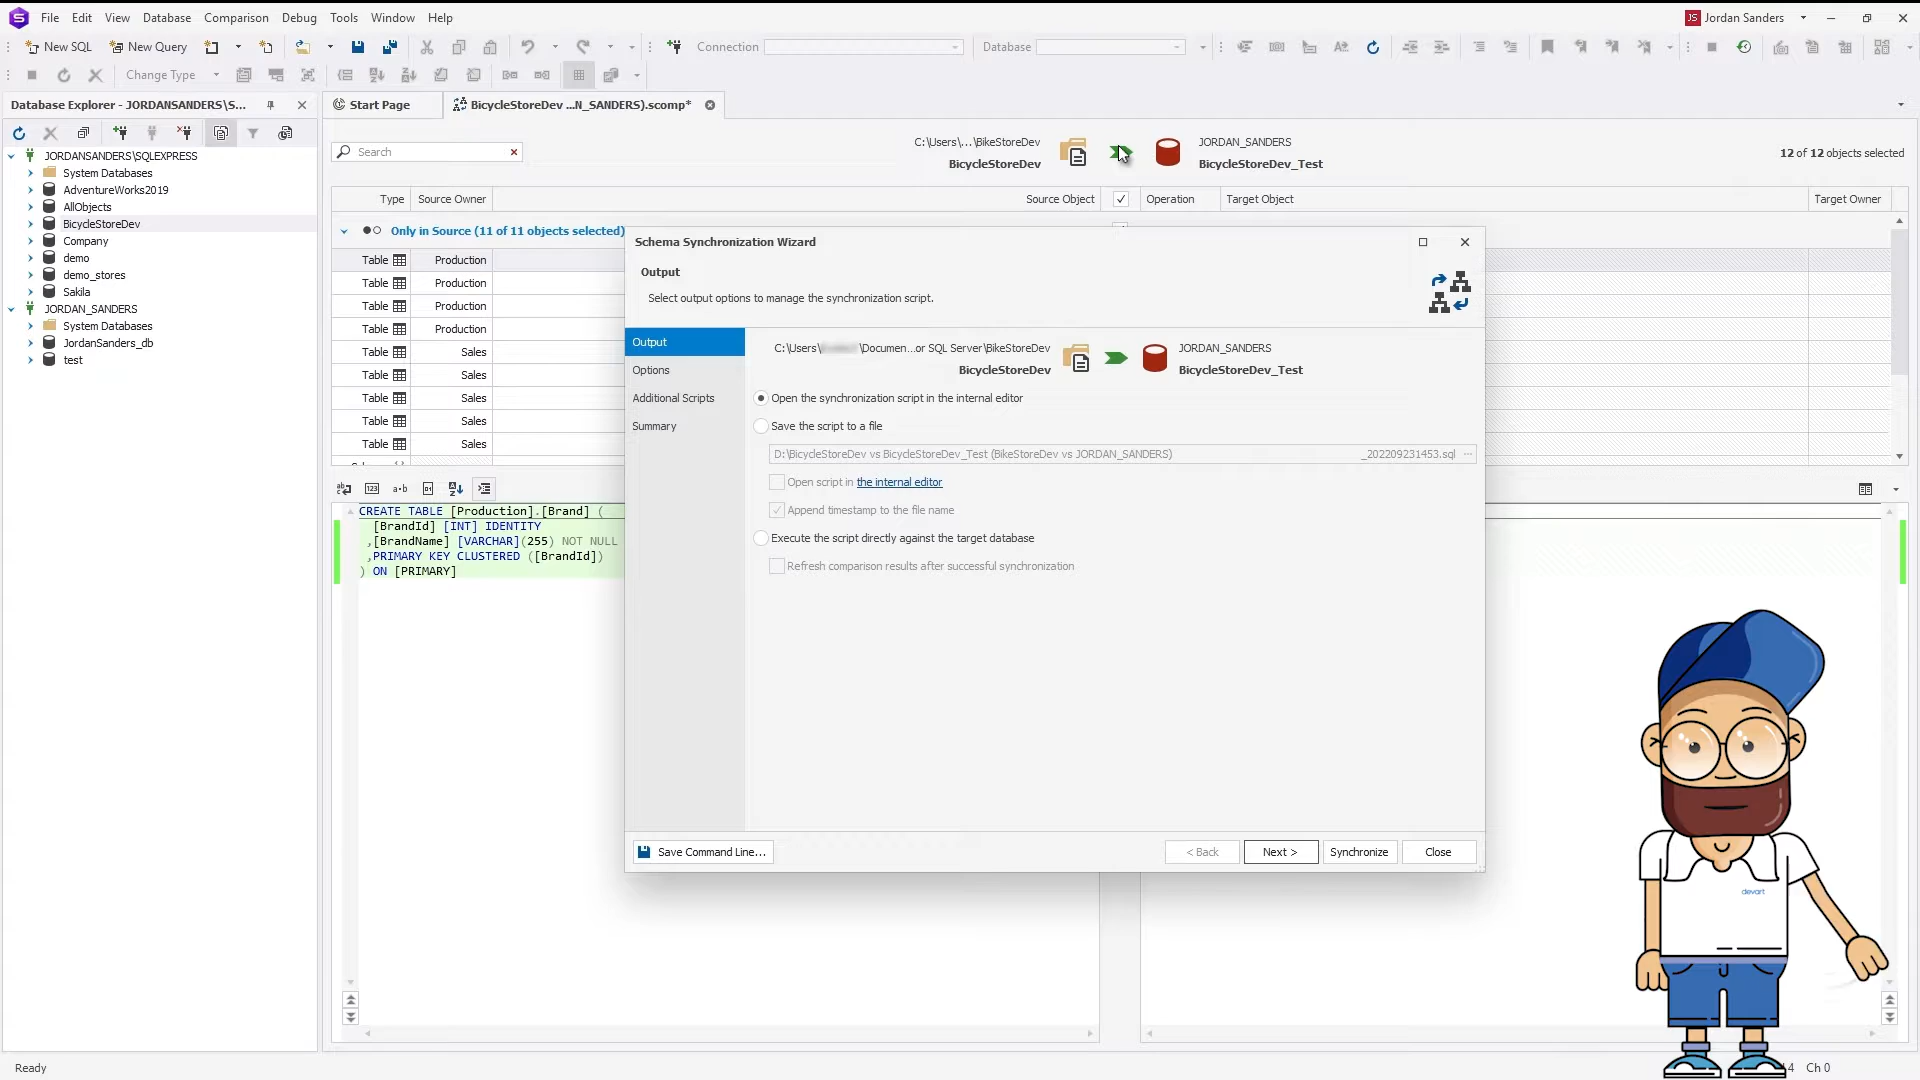 File Edit View Database Comparison Debug Tools Window Help
JS Jordan Sanders
New SQL New Query Connection Database
Change Type
Database Explorer - JORDANSANDERS\S...
JORDANSANDERS\SQLEXPRESS
System Databases
AdventureWorks2019
AllObjects
BicycleStoreDev
Company
demo
demo_stores
Sakila
JORDAN_SANDERS
System Databases
JordanSanders_db
test
Start Page
BicycleStoreDev ...N_SANDERS).scomp*
Search
C:\Users\...\BikeStoreDev
BicycleStoreDev
JORDAN_SANDERS
BicycleStoreDev_Test
12 of 12 objects selected
Type Source Owner Source Object Operation Target Object Target Owner
Only in Source (11 of 11 objects selected)
Table Production
Table Production
Table Production
Table Production
Table Sales
Table Sales
Table Sales
Table Sales
Table Sales
CREATE TABLE [Production].[Brand] (
[BrandId] [INT] IDENTITY
,[BrandName] [VARCHAR](255) NOT NULL
,PRIMARY KEY CLUSTERED ([BrandId])
) ON [PRIMARY]
Schema Synchronization Wizard
Output
Select output options to manage the synchronization script.
Output
Options
Additional Scripts
Summary
C:\Users\ \Documen...or SQL Server\BikeStoreDev
BicycleStoreDev
JORDAN_SANDERS
BicycleStoreDev_Test
Open the synchronization script in the internal editor
Save the script to a file
D:\BicycleStoreDev vs BicycleStoreDev_Test (BikeStoreDev vs JORDAN_SANDERS) _202209231453.sql ...
Open script in the internal editor
Append timestamp to the file name
Execute the script directly against the target database
Refresh comparison results after successful synchronization
Save Command Line...
< Back Next > Synchronize Close
devart
Ready
Ch 0